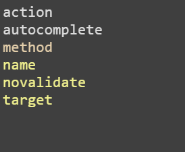 action
autocomplete
method
name
novalidate
target